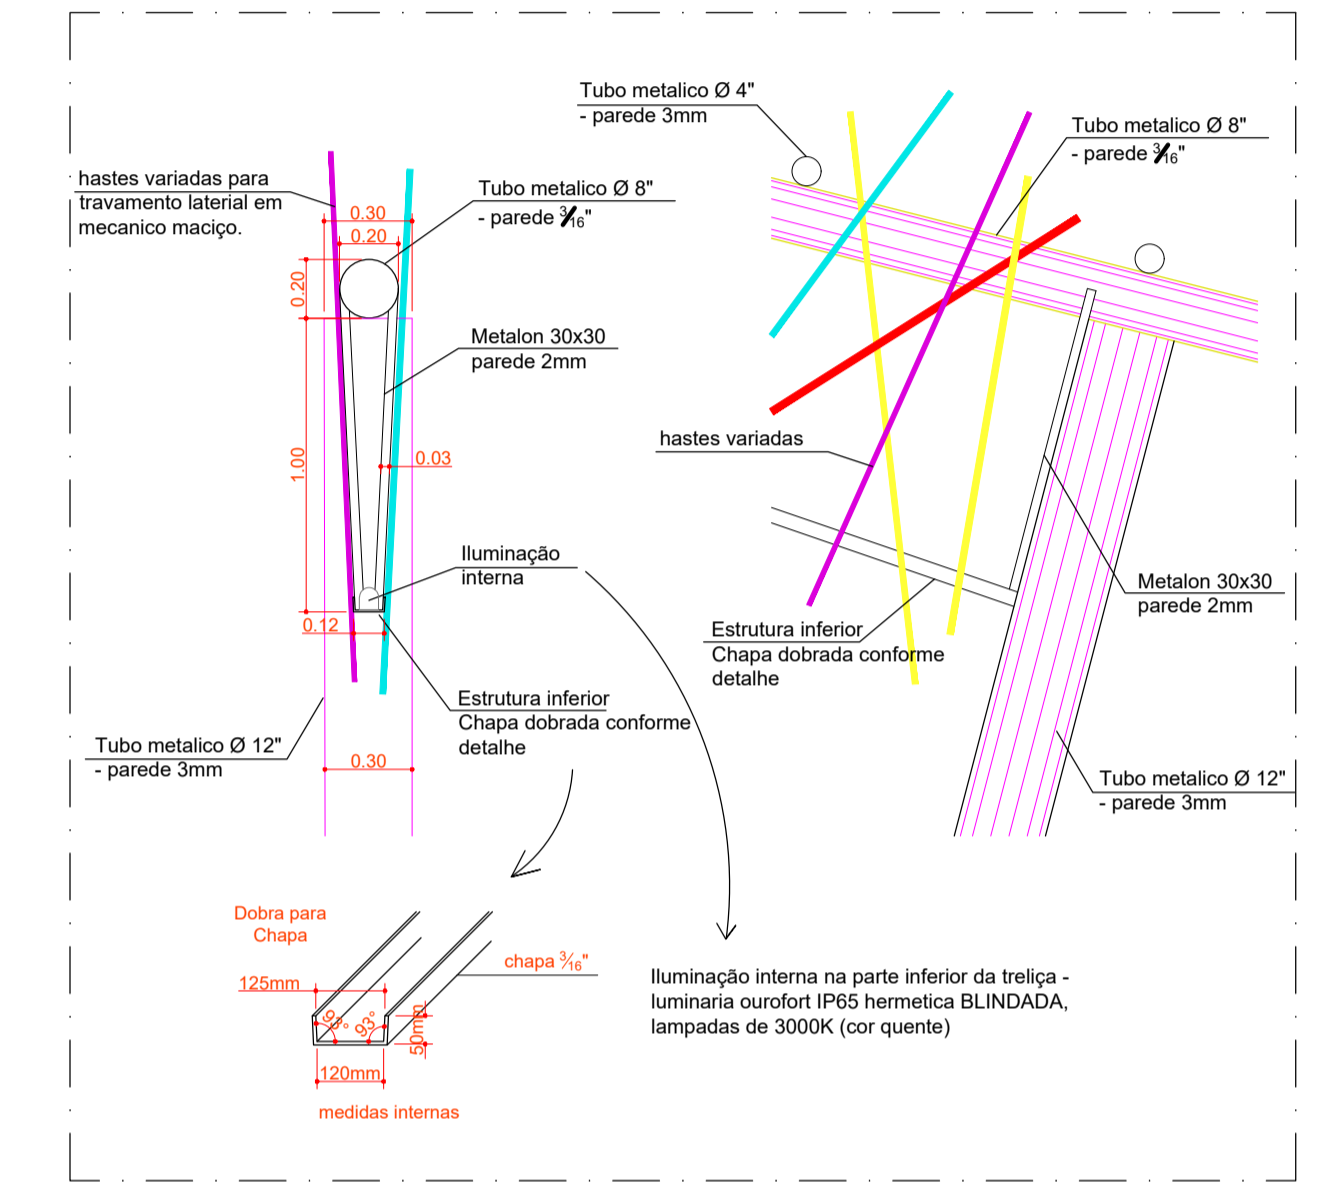 Tubo metalico Ø 4"
- parede 3mm
Tubo metalico Ø 8"
- parede 3/16"
hastes variadas para
travamento laterial em
mecanico maciço.
Tubo metalico Ø 8"
- parede 3/16"
0.30
0.20
0.20
Metalon 30x30
parede 2mm
hastes variadas
1.00
0.03
Iluminação
interna
Metalon 30x30
parede 2mm
0.12
Estrutura inferior
Chapa dobrada conforme
detalhe
Estrutura inferior
Chapa dobrada conforme
detalhe
Tubo metalico Ø 12"
- parede 3mm
0.30
Tubo metalico Ø 12"
- parede 3mm
Dobra para
Chapa
chapa 3/16"
125mm
93°
93°
50mm
120mm
medidas internas
Iluminação interna na parte inferior da treliça -
luminaria ourofort IP65 hermetica BLINDADA,
lampadas de 3000K (cor quente)